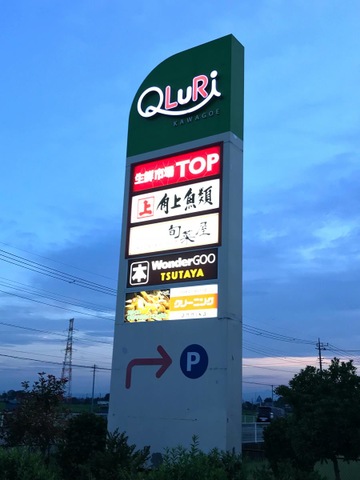 QLuRi
KAWAGOE
生鮮市場TOP
上 角上魚類
旬菜屋
本 WonderGOO
TSUTAYA
クリーニング
P